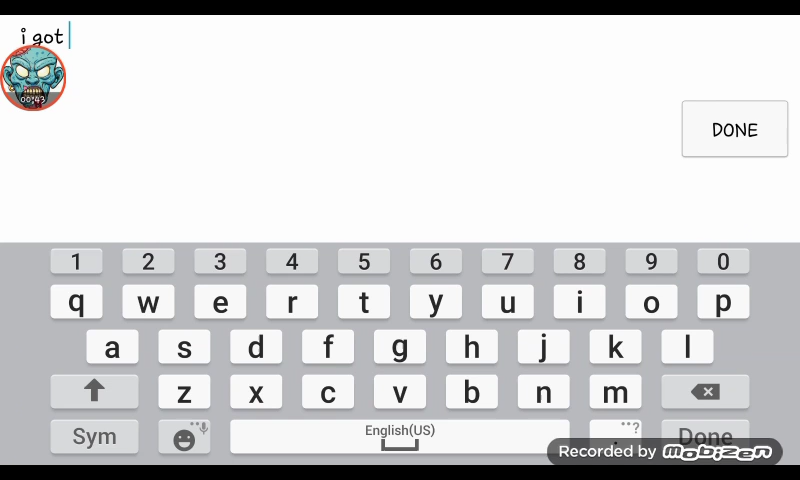 i got
00:43
DONE
1 2 3 4 5 6 7 8 9 0
q w e r t y u i o p
a s d f g h j k l
z x c v b n m
English(US)
Sym . ? Done
Recorded by mobizen